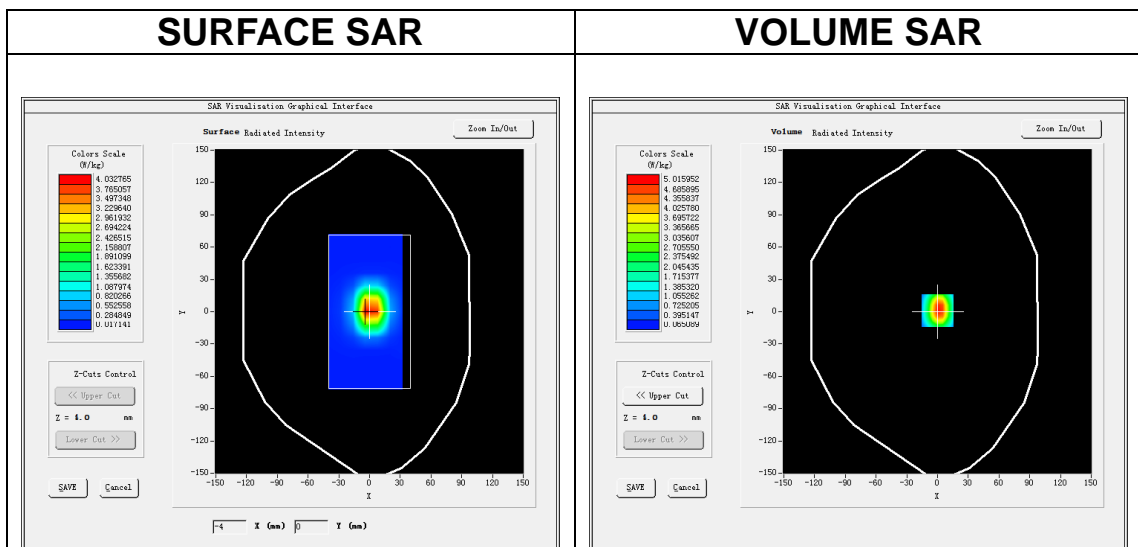 SURFACE SAR
VOLUME SAR
SAR Visualisation Graphical Interface
Surface Radiated Intensity
Zoom In/Out
Colors Scale
(W/kg)
4.032765
3.765057
3.497348
3.229640
2.961932
2.694224
2.426515
2.158807
1.891099
1.623391
1.355682
1.087974
0.820266
0.552558
0.284849
0.017141
Z-Cuts Control
<< Upper Cut
Z = 4.0 mm
Lower Cut >>
SAVE
Cancel
150
120
90
60
30
0
-30
-60
-90
-120
-150
Y
-150 -120 -90 -60 -30 0 30 60 90 120 150
X
-4 X (mm) 0 Y (mm)
SAR Visualisation Graphical Interface
Volume Radiated Intensity
Zoom In/Out
Colors Scale
(W/kg)
5.015952
4.685895
4.355837
4.025780
3.695722
3.365665
3.035607
2.705550
2.375492
2.045435
1.715377
1.385320
1.055262
0.725205
0.395147
0.065089
Z-Cuts Control
<< Upper Cut
Z = 4.0 mm
Lower Cut >>
SAVE
Cancel
150
120
90
60
30
0
-30
-60
-90
-120
-150
Y
-150 -120 -90 -60 -30 0 30 60 90 120 150
X